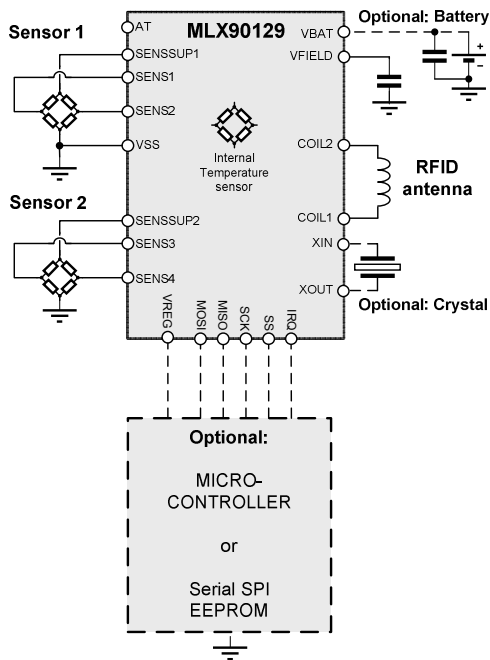 Sensor 1
AT
MLX90129
SENSSUP1
SENS1
SENS2
VSS
Internal
Temperature
sensor
Sensor 2
SENSSUP2
SENS3
SENS4
Optional: Battery
VBAT
+
-
VFIELD
COIL2
RFID
antenna
COIL1
XIN
XOUT
Optional: Crystal
VREG
MOSI
MISO
SCK
SS
IRQ
Optional:
MICRO-
CONTROLLER
or
Serial SPI
EEPROM